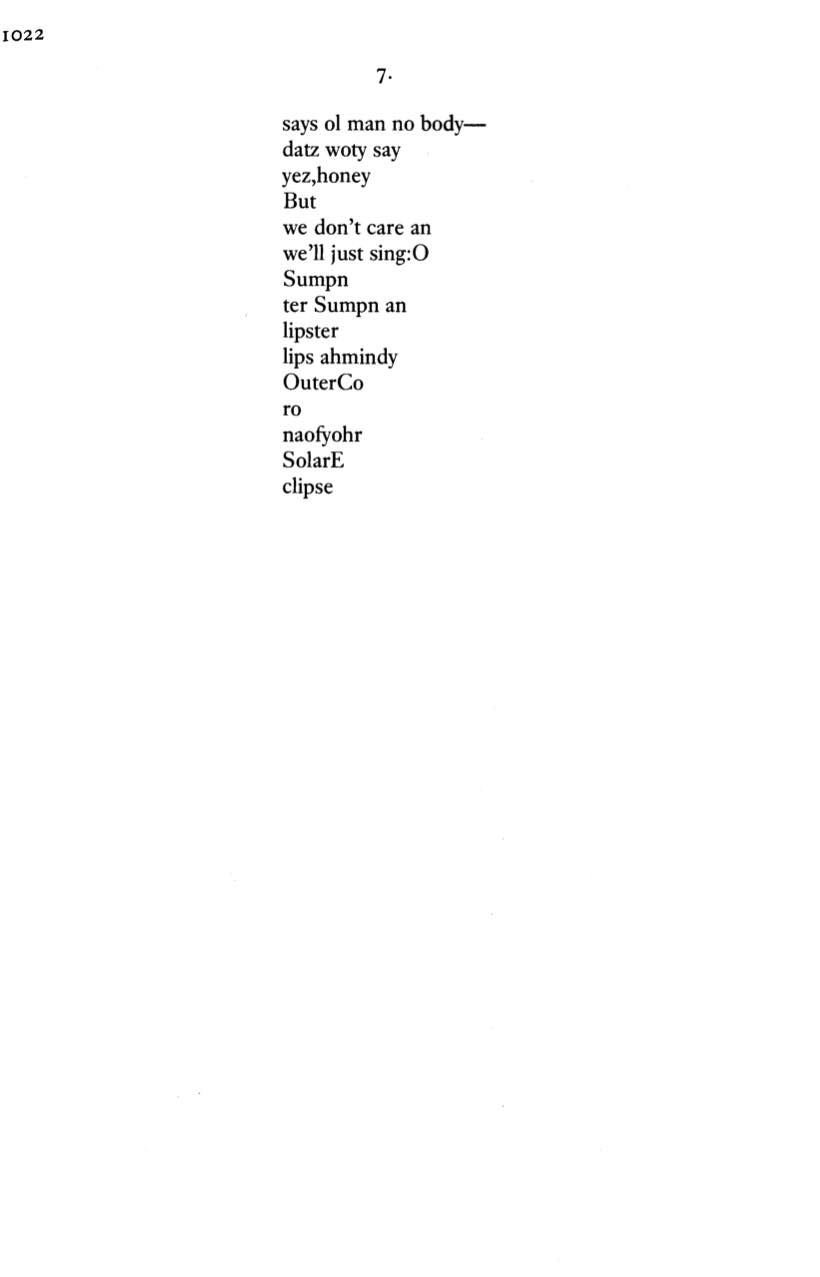 1022
7.
says ol man no body—
datz woty say
yez,honey
But
we don't care an
we'll just sing:O
Sumpn
ter Sumpn an
lipster
lips ahmindy
OuterCo
ro
naofyohr
SolarE
clipse